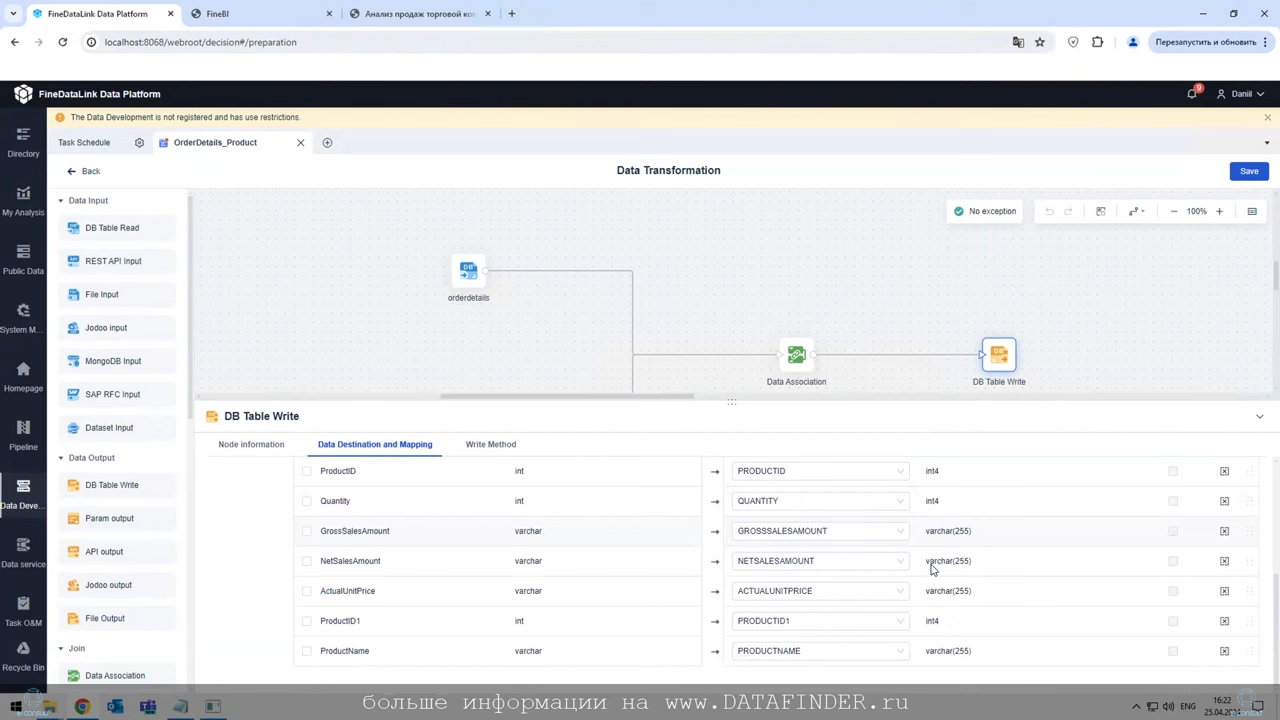 FineDataLink Data Platform
FineBI
Анализ продаж торговой ко
localhost:8068/webroot/decision#/preparation
Перезапустить и обновить
FineDataLink Data Platform
9
Daniil
The Data Development is not registered and has use restrictions.
Directory
Task Schedule
OrderDetails_Product
Back
Data Transformation
Save
My Analysis
Public Data
System M...
Homepage
Pipeline
Data Deve...
Data service
Task O&M
Recycle Bin
Data Input
DB Table Read
REST API Input
File Input
Jodoo input
MongoDB Input
SAP RFC Input
Dataset Input
Data Output
DB Table Write
Param output
API output
Jodoo output
File Output
Join
Data Association
No exception
100%
orderdetails
Data Association
DB Table Write
DB Table Write
Node information
Data Destination and Mapping
Write Method
ProductID int → PRODUCTID int4
Quantity int → QUANTITY int4
GrossSalesAmount varchar → GROSSSALESAMOUNT varchar(255)
NetSalesAmount varchar → NETSALESAMOUNT varchar(255)
ActualUnitPrice varchar → ACTUALUNITPRICE varchar(255)
ProductID1 int → PRODUCTID1 int4
ProductName varchar → PRODUCTNAME varchar(255)
больше информации на www.DATAFINDER.ru
ENG
16:22